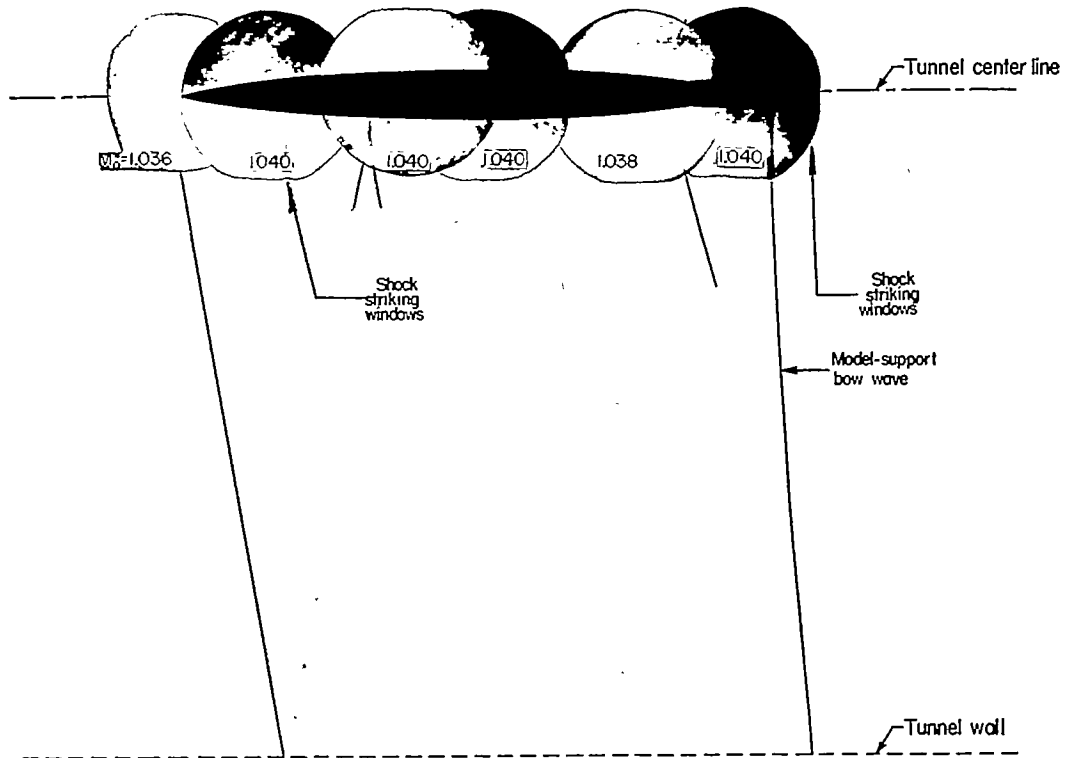 Tunnel center line
M₀=1.036
1.040
1.040
1.040
1.038
1.040
Shock
striking
windows
Shock
striking
windows
Model-support
bow wave
Tunnel wall